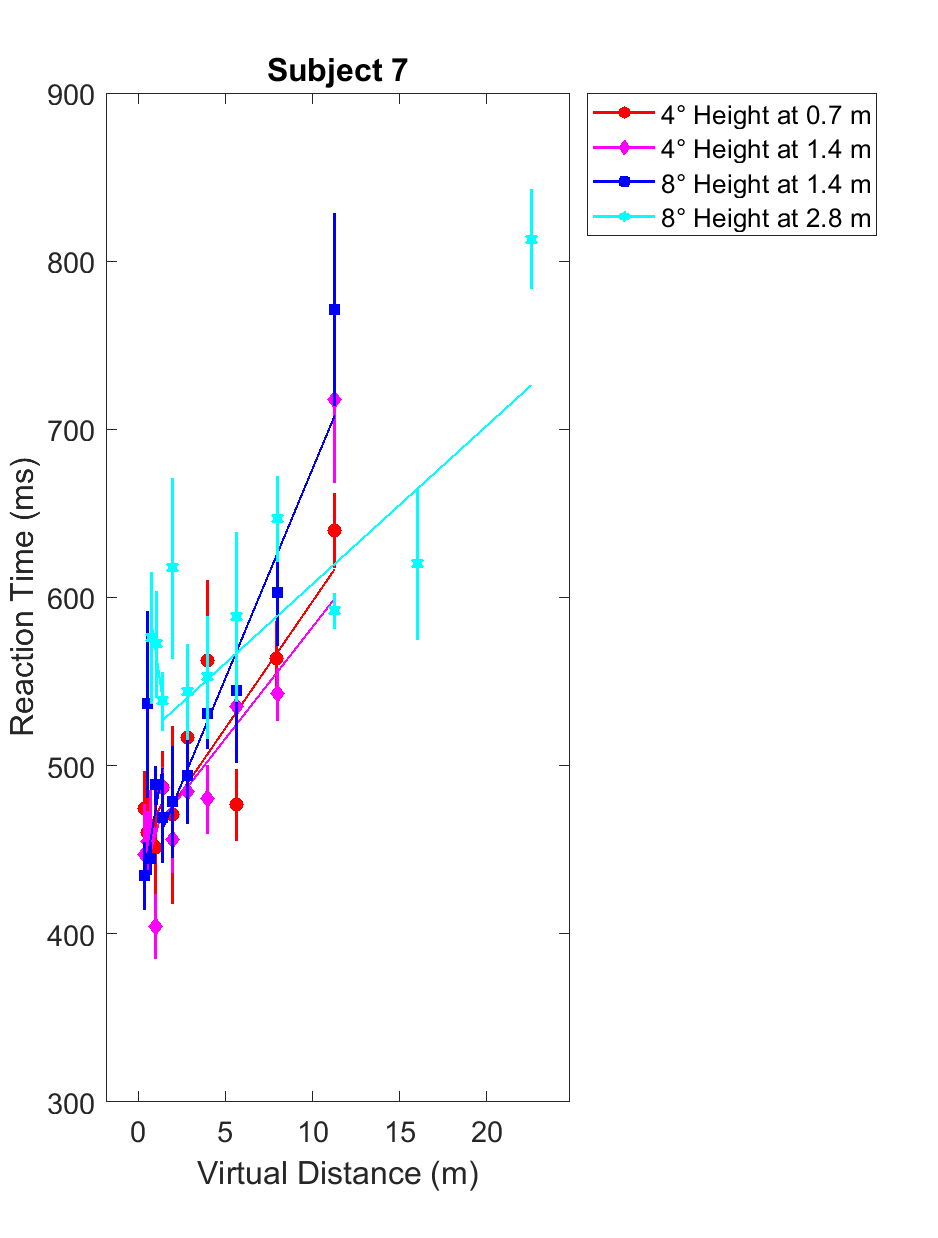 Subject 7
900
800
700
600
500
400
300
0 5 10 15 20
Reaction Time (ms)
Virtual Distance (m)
4° Height at 0.7 m
4° Height at 1.4 m
8° Height at 1.4 m
8° Height at 2.8 m